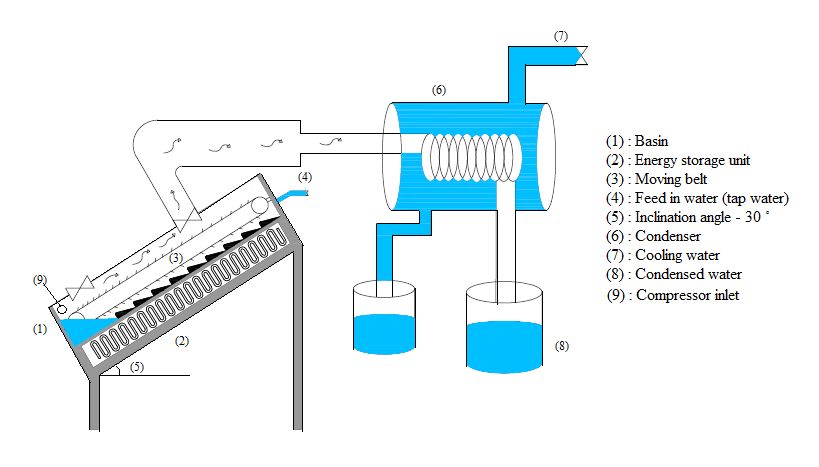 (7)
(6)
(4)
(3)
(9)
(1)
(2)
(5)
(8)
(1) : Basin
(2) : Energy storage unit
(3) : Moving belt
(4) : Feed in water (tap water)
(5) : Inclination angle - 30 °
(6) : Condenser
(7) : Cooling water
(8) : Condensed water
(9) : Compressor inlet